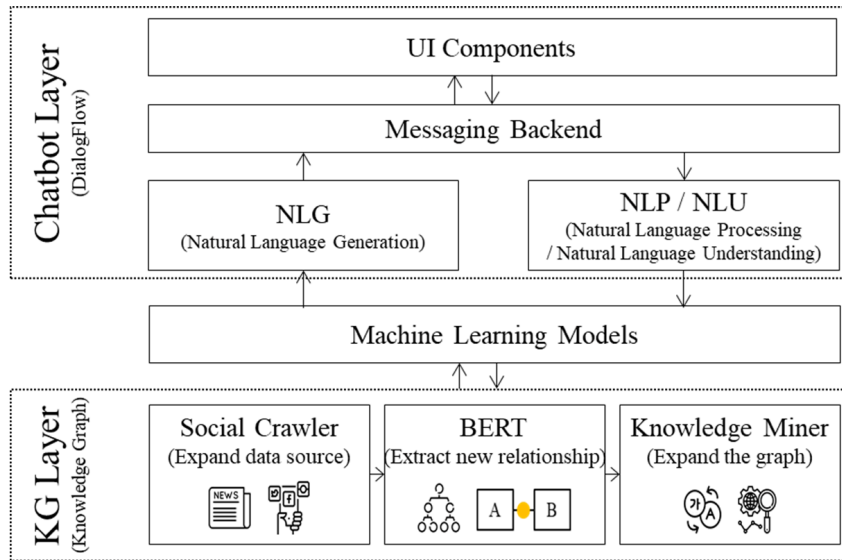 Chatbot Layer
(DialogFlow)
UI Components
Messaging Backend
NLG
(Natural Language Generation)
NLP / NLU
(Natural Language Processing
/ Natural Language Understanding)
Machine Learning Models
KG Layer
(Knowledge Graph)
Social Crawler
(Expand data source)
NEWS
BERT
(Extract new relationship)
A
B
Knowledge Miner
(Expand the graph)
가
A